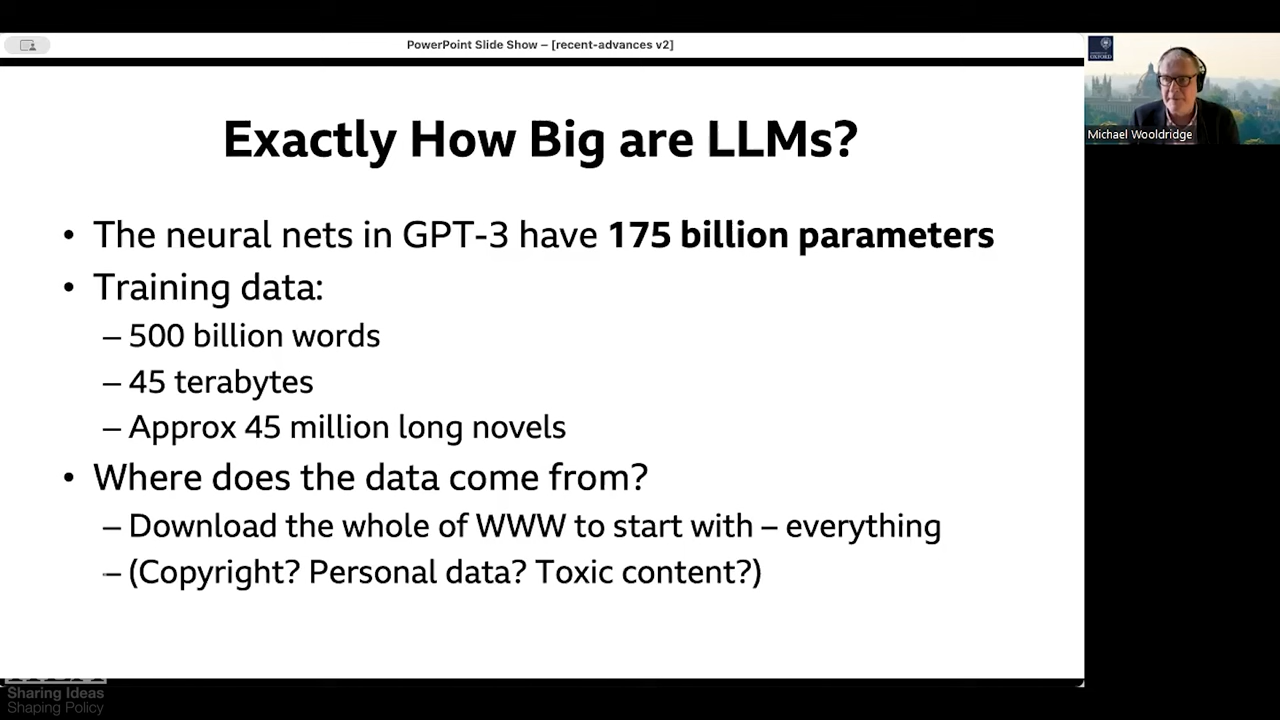 PowerPoint Slide Show – [recent-advances v2]
OXFORD
Michael Wooldridge
Exactly How Big are LLMs?
• The neural nets in GPT-3 have 175 billion parameters
• Training data:
– 500 billion words
– 45 terabytes
– Approx 45 million long novels
• Where does the data come from?
– Download the whole of WWW to start with – everything
– (Copyright? Personal data? Toxic content?)
Sharing Ideas
Shaping Policy